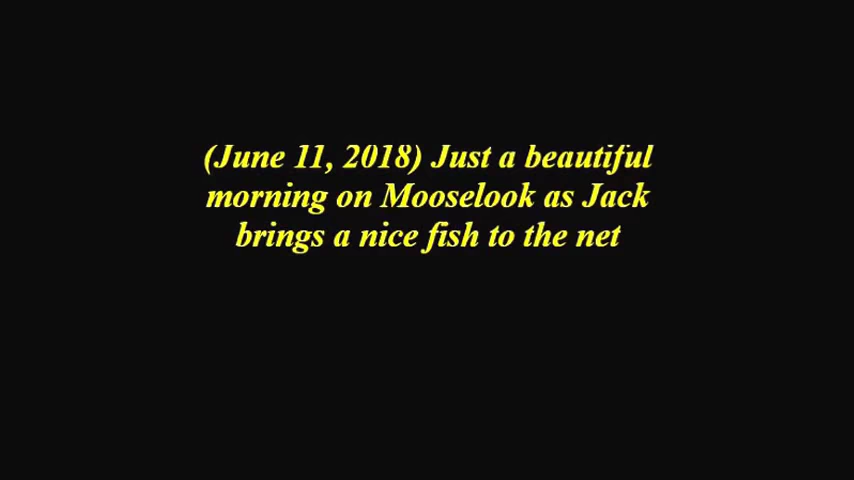 (June 11, 2018) Just a beautiful
morning on Mooselook as Jack
brings a nice fish to the net